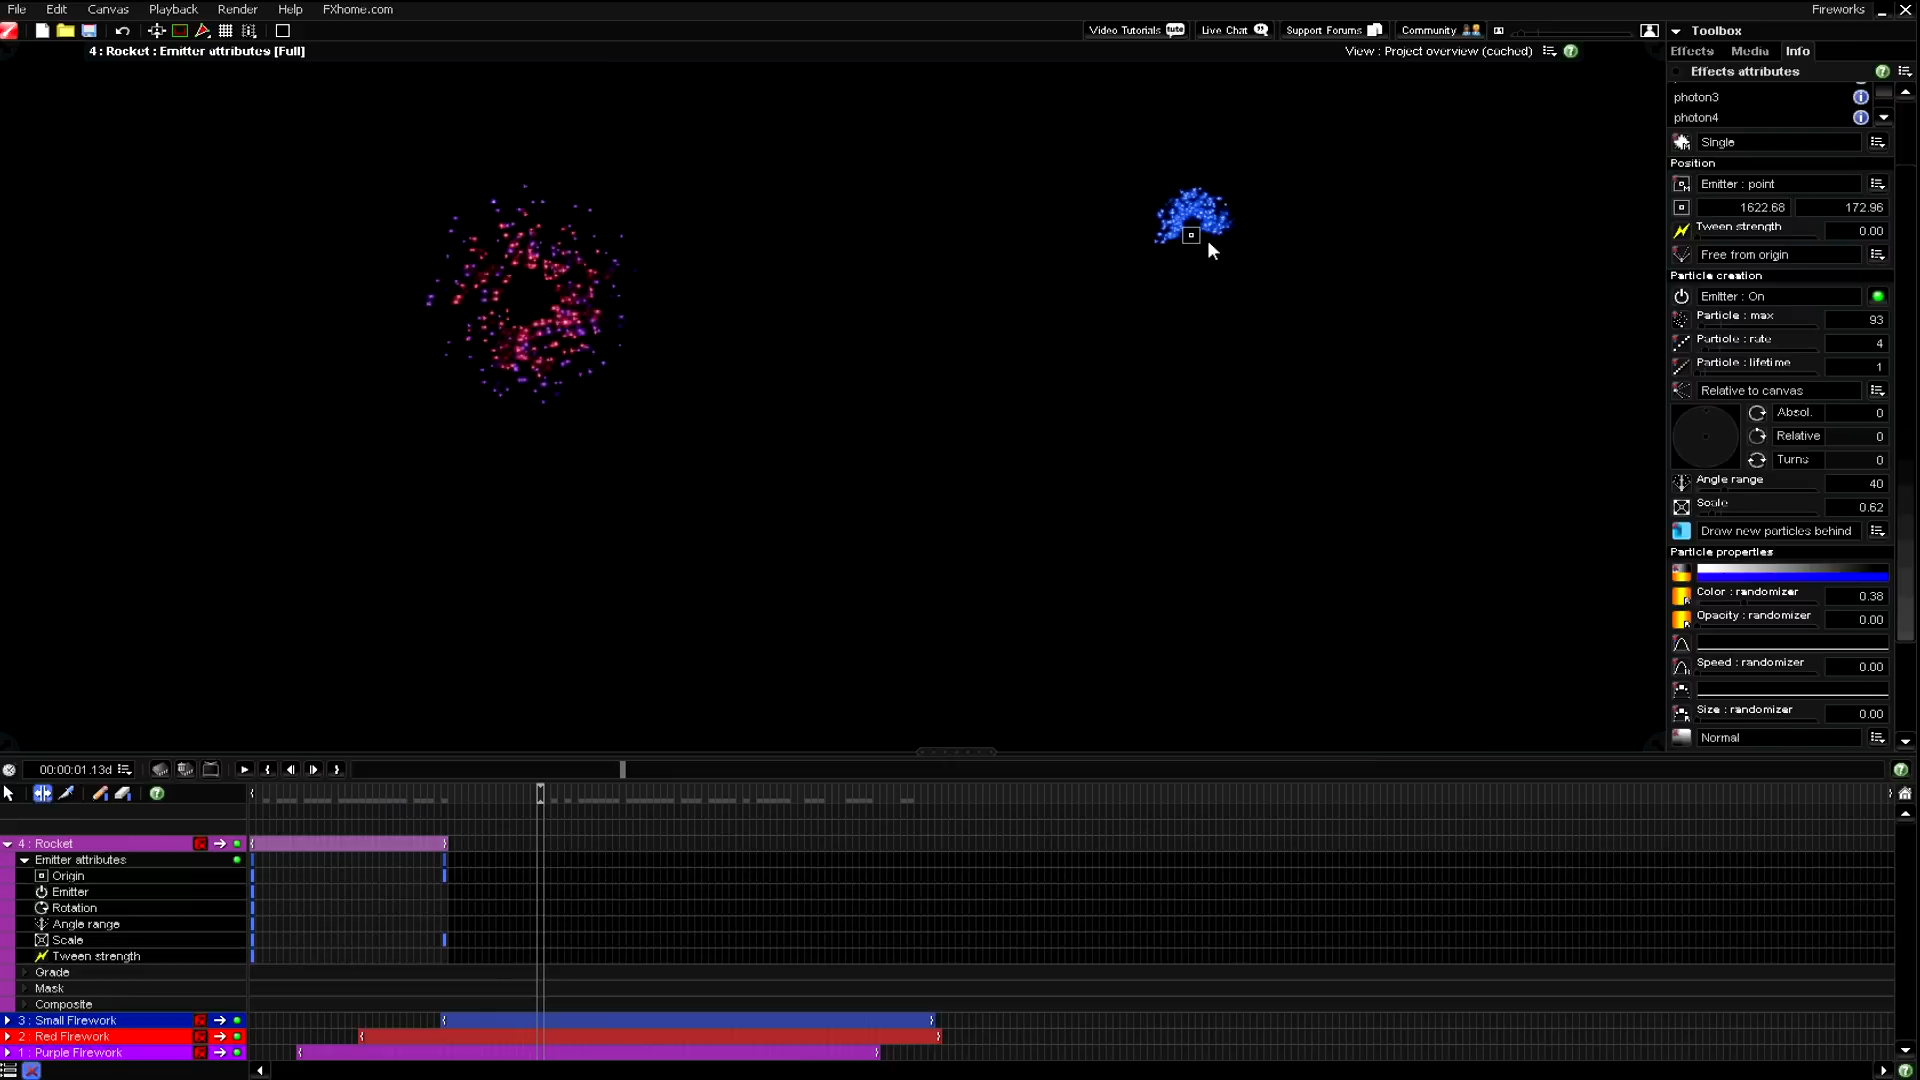 File Edit Canvas Playback Render Help FXhome.com Fireworks
Video Tutorials Live Chat Support Forums Community Toolbox
4 : Rocket : Emitter attributes [Full] View : Project overview (cached) Effects Media Info
Effects attributes
photon3
photon4
Single
Position
Emitter : point
1622.68 172.96
Tween strength 0.00
Free from origin
Particle creation
Emitter : On
Particle : max 93
Particle : rate 4
Particle : lifetime 1
Relative to canvas
Absol. 0
Relative 0
Turns 0
Angle range 40
Scale 0.62
Draw new particles behind
Particle properties
Color : randomizer 0.38
Opacity : randomizer 0.00
Speed : randomizer 0.00
Size : randomizer 0.00
Normal
00:00:01.13d
4 : Rocket
Emitter attributes
Origin
Emitter
Rotation
Angle range
Scale
Tween strength
Grade
Mask
Composite
3 : Small Firework
2 : Red Firework
1 : Purple Firework